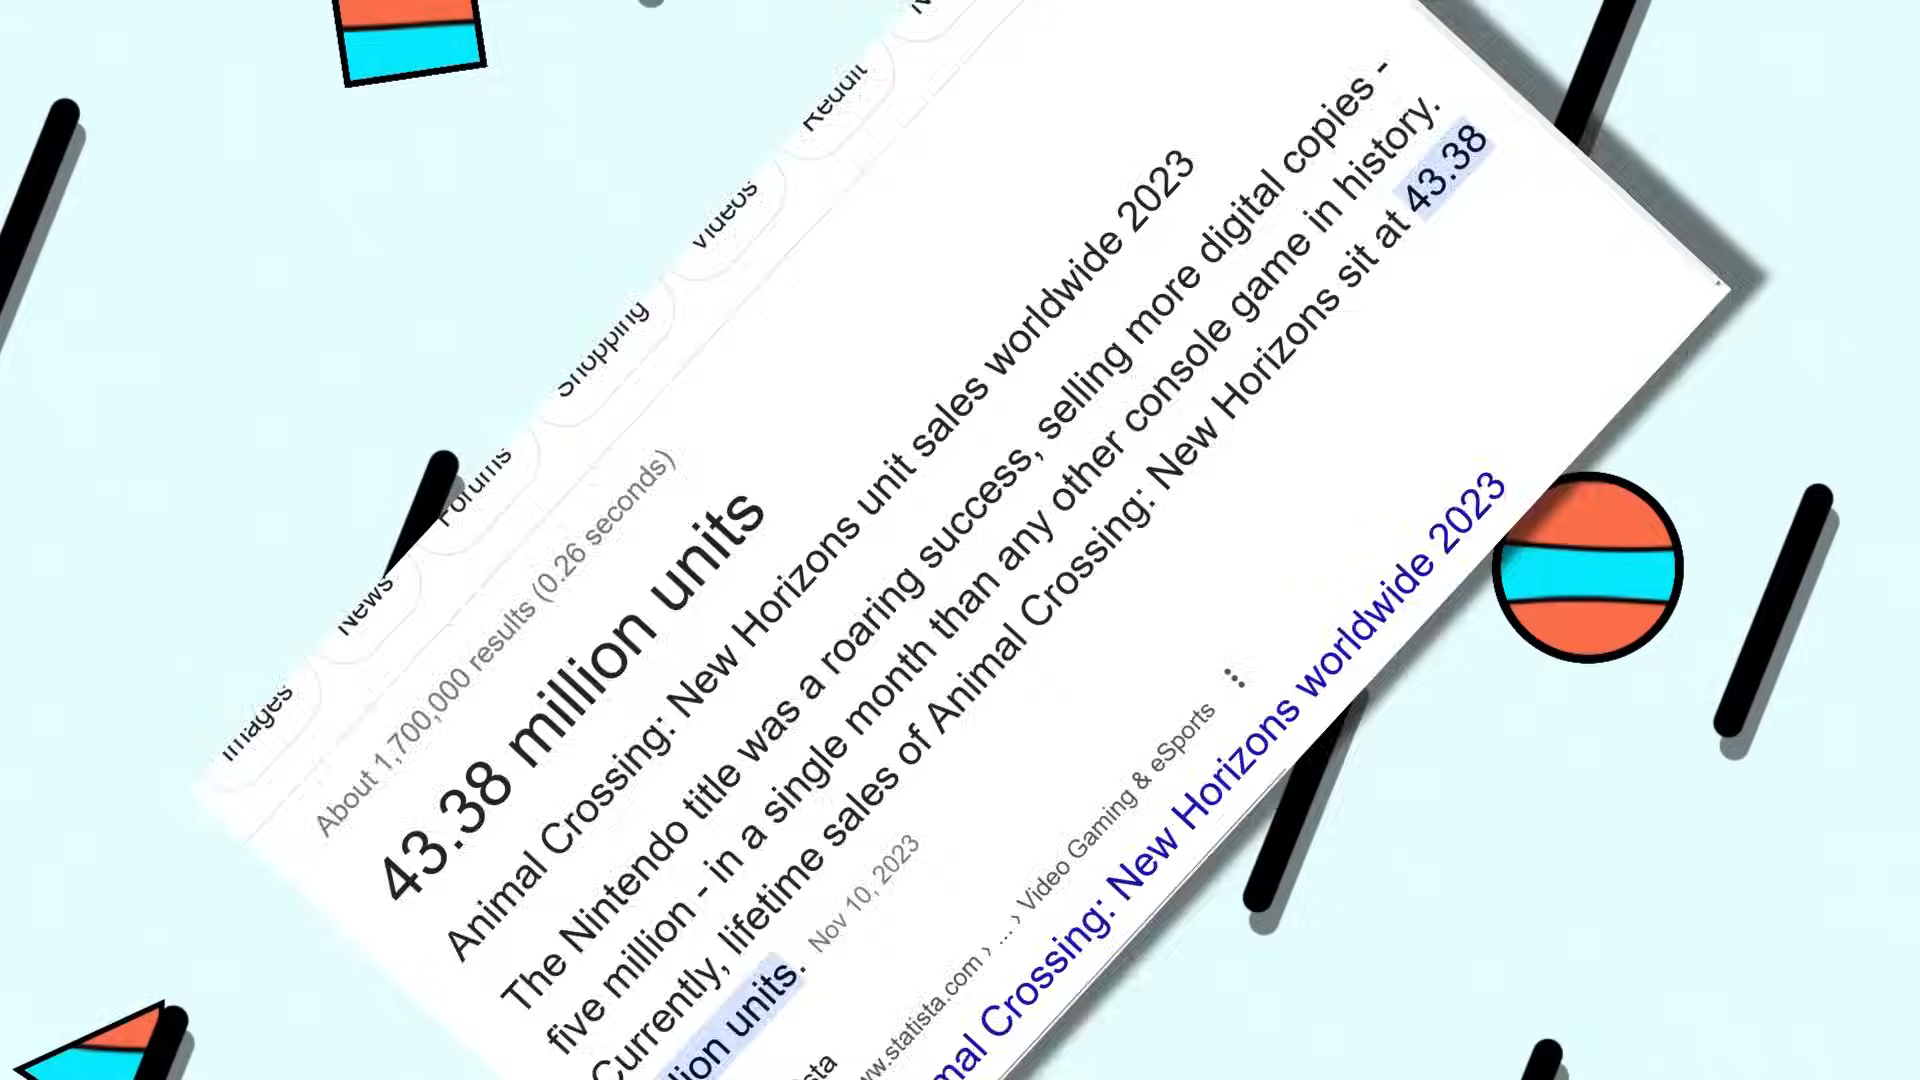 Images News Forums Shopping Videos Reddit
About 1,700,000 results (0.26 seconds)
43.38 million units
Animal Crossing: New Horizons unit sales worldwide 2023
The Nintendo title was a roaring success, selling more digital copies -
five million - in a single month than any other console game in history.
Currently, lifetime sales of Animal Crossing: New Horizons sit at 43.38
units. Nov 10, 2023
› ... › Video Gaming & eSports
Crossing: New Horizons worldwide 2023